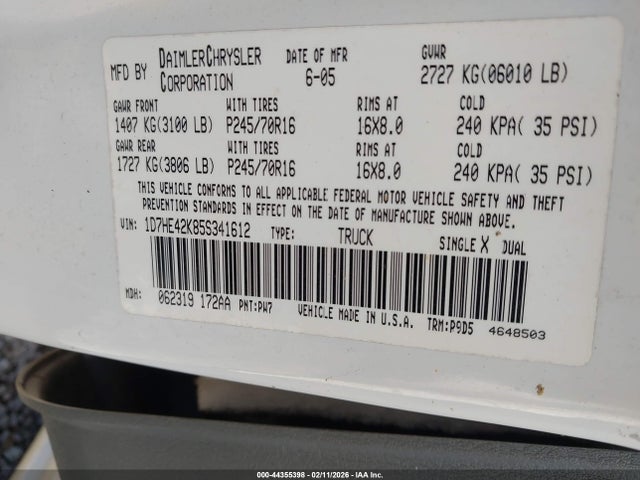 MFD BY DAIMLERCHRYSLER CORPORATION DATE OF MFR 6-05 GVWR 2727 KG(06010 LB)
GAWR FRONT WITH TIRES RIMS AT COLD
1407 KG(3100 LB) P245/70R16 16X8.0 240 KPA( 35 PSI)
GAWR REAR WITH TIRES RIMS AT COLD
1727 KG(3806 LB) P245/70R16 16X8.0 240 KPA( 35 PSI)
THIS VEHICLE CONFORMS TO ALL APPLICABLE FEDERAL MOTOR VEHICLE SAFETY AND THEFT
PREVENTION STANDARDS IN EFFECT ON THE DATE OF MANUFACTURE SHOWN ABOVE.
VIN: 1D7HE42K85S341612 TYPE: TRUCK SINGLE X DUAL
MDH: 062319 172AA PNT:PW7 VEHICLE MADE IN U.S.A. TRM:P9D5 4648503
000-44355398 - 02/11/2026 - IAA Inc.